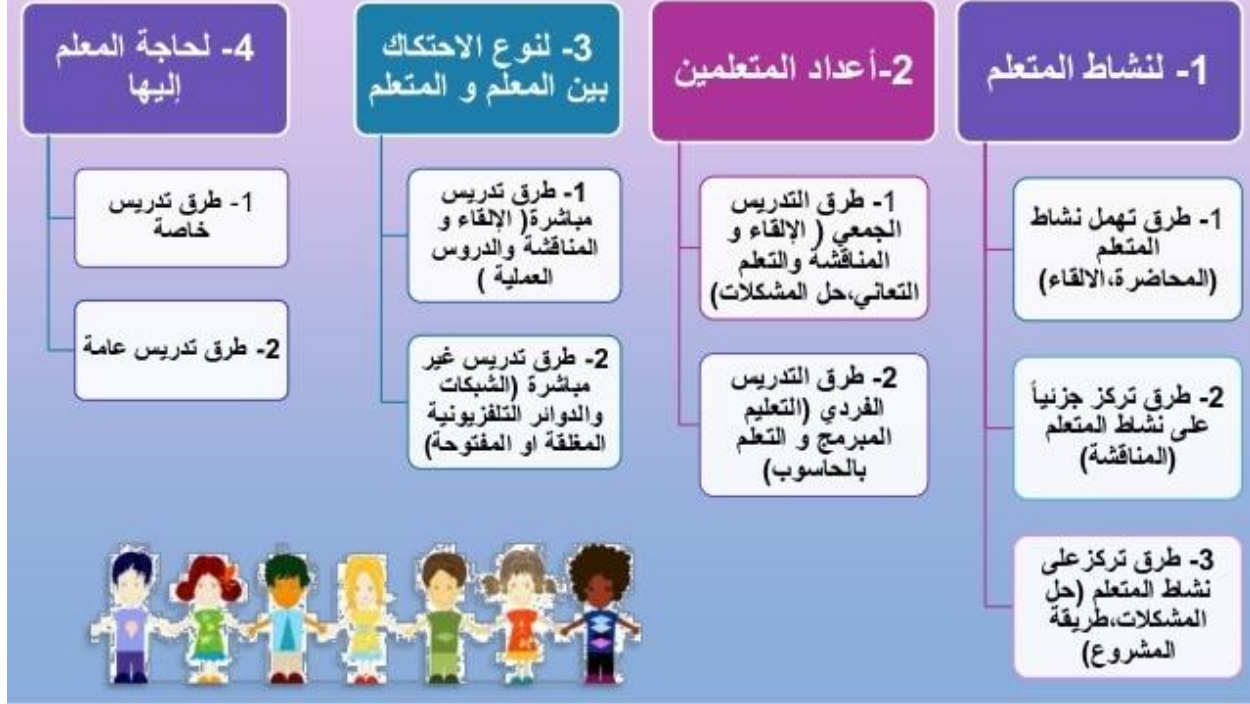 1- لنشاط المتعلم
1- طرق تهمل نشاط
المتعلم
(المحاضرة،الالقاء)
2- طرق تركز جزئياً
على نشاط المتعلم
(المناقشة)
3- طرق تركزعلى
نشاط المتعلم (حل
المشكلات،طريقة
المشروع)
2-أعداد المتعلمين
1- طرق التدريس
الجمعي ( الإلقاء و
المناقشة والتعلم
التعاني،حل المشكلات)
2- طرق التدريس
الفردي (التعليم
المبرمج و التعلم
بالحاسوب)
3- لنوع الاحتكاك
بين المعلم و المتعلم
1- طرق تدريس
مباشرة( الإلقاء و
المناقشة والدروس
العملية )
2- طرق تدريس غير
مباشرة (الشبكات
والدوائر التلفزيونية
المغلقة او المفتوحة)
4- لحاجة المعلم
إليها
1- طرق تدريس
خاصة
2- طرق تدريس عامة